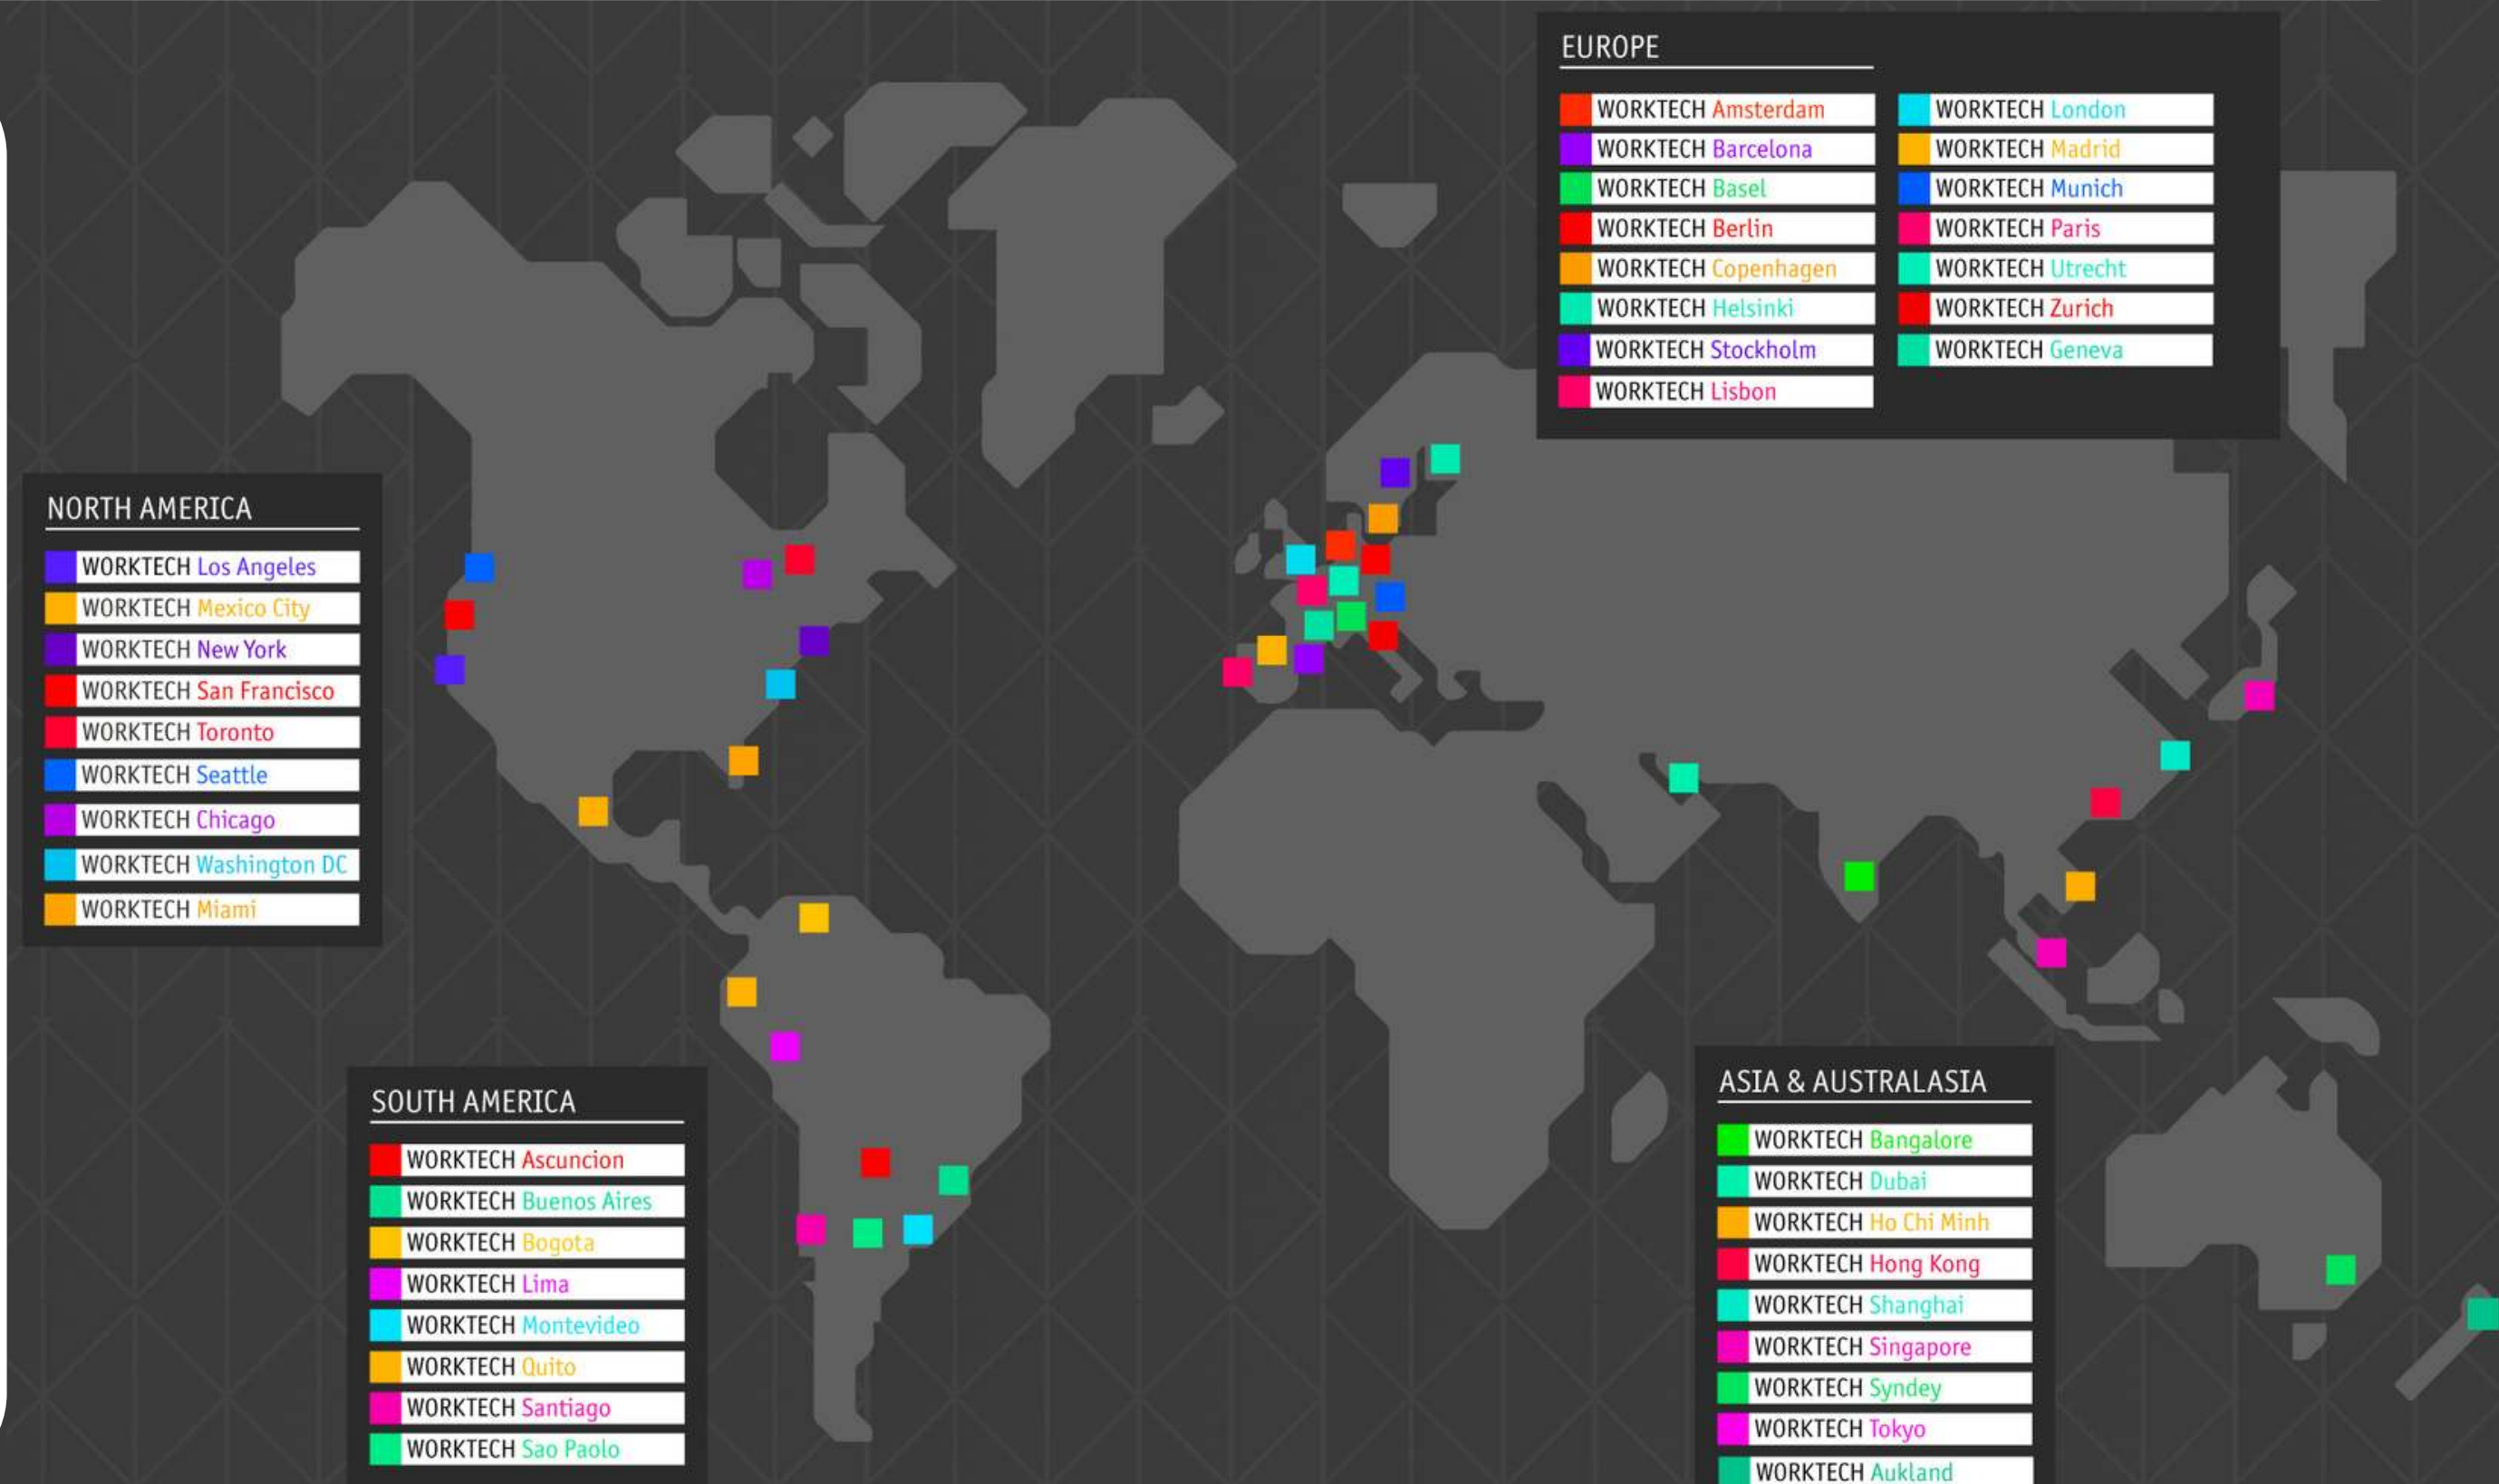 EUROPE
WORKTECH Amsterdam
WORKTECH Barcelona
WORKTECH Basel
WORKTECH Berlin
WORKTECH Copenhagen
WORKTECH Helsinki
WORKTECH Stockholm
WORKTECH Lisbon
WORKTECH London
WORKTECH Madrid
WORKTECH Munich
WORKTECH Paris
WORKTECH Utrecht
WORKTECH Zurich
WORKTECH Geneva
NORTH AMERICA
WORKTECH Los Angeles
WORKTECH Mexico City
WORKTECH New York
WORKTECH San Francisco
WORKTECH Toronto
WORKTECH Seattle
WORKTECH Chicago
WORKTECH Washington DC
WORKTECH Miami
SOUTH AMERICA
WORKTECH Ascuncion
WORKTECH Buenos Aires
WORKTECH Bogota
WORKTECH Lima
WORKTECH Montevideo
WORKTECH Quito
WORKTECH Santiago
WORKTECH Sao Paolo
ASIA & AUSTRALASIA
WORKTECH Bangalore
WORKTECH Dubai
WORKTECH Ho Chi Minh
WORKTECH Hong Kong
WORKTECH Shanghai
WORKTECH Singapore
WORKTECH Syndey
WORKTECH Tokyo
WORKTECH Aukland